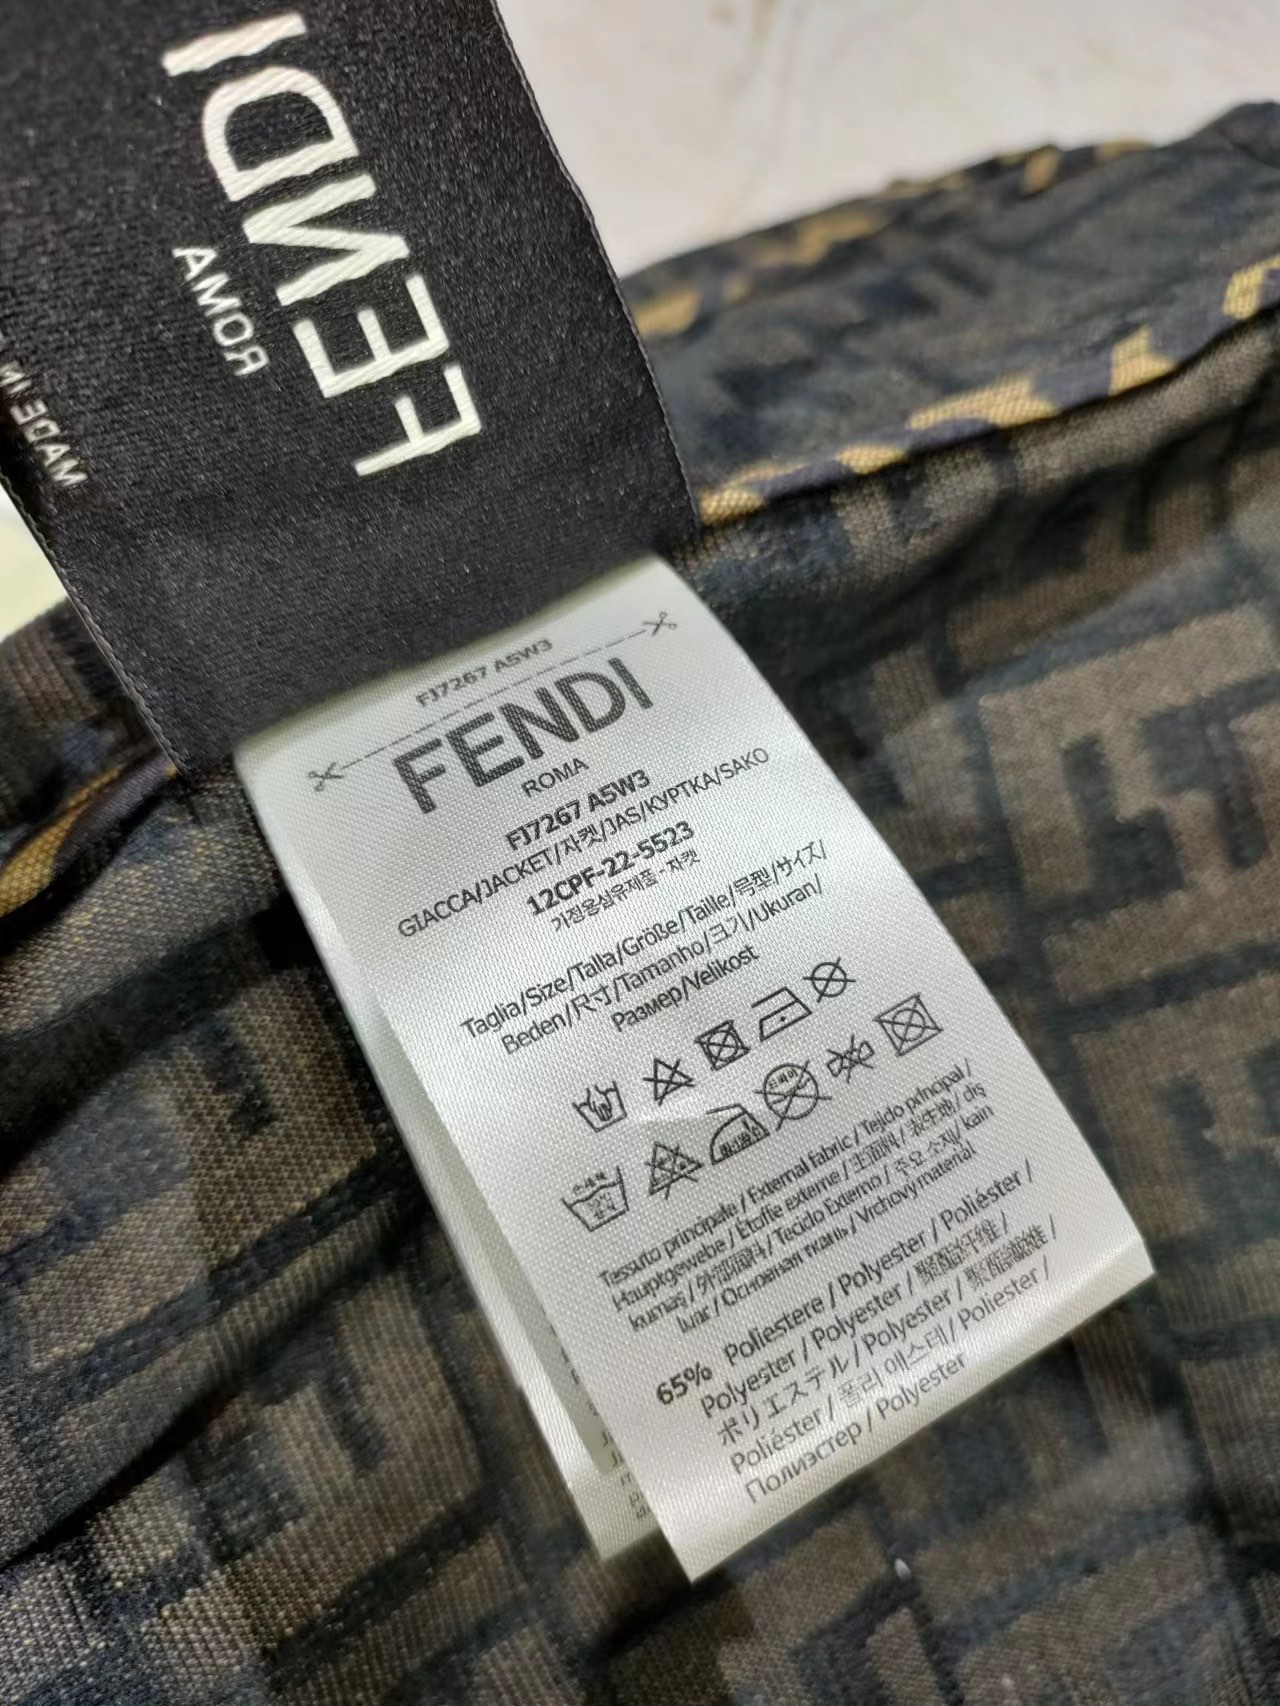 FENDI
ROMA
MADE IN
FJ7267 A5W3
FENDI
ROMA
FJ7267 A5W3
GIACCA/JACKET/자켓/JAS/КУРТКА/SAKO
12CPF-22-5523
가정용섬유제품 - 자켓
Taglia/Size/Talla/Größe/Taille/号型/サイズ/
Beden/尺寸/Tamanho/크기/Ukuran/
Размер/Velikost
Tessuto principale / External fabric / Tejido principal /
Hauptgewebe / Étoffe externe / 主面料 / 表生地 / dış
kumaş / 外部面料 / Tecido Externo / 주요 소재 / kain
luar / Основная ткань / Vrchový material
65% Poliestere / Polyester / Poliéster /
Polyester / Polyester / 聚酯纤维 /
ポリエステル / Polyester / 聚酯纖維 /
Poliéster / 폴리 에스테 / Poliester /
Полиэстер / Polyester